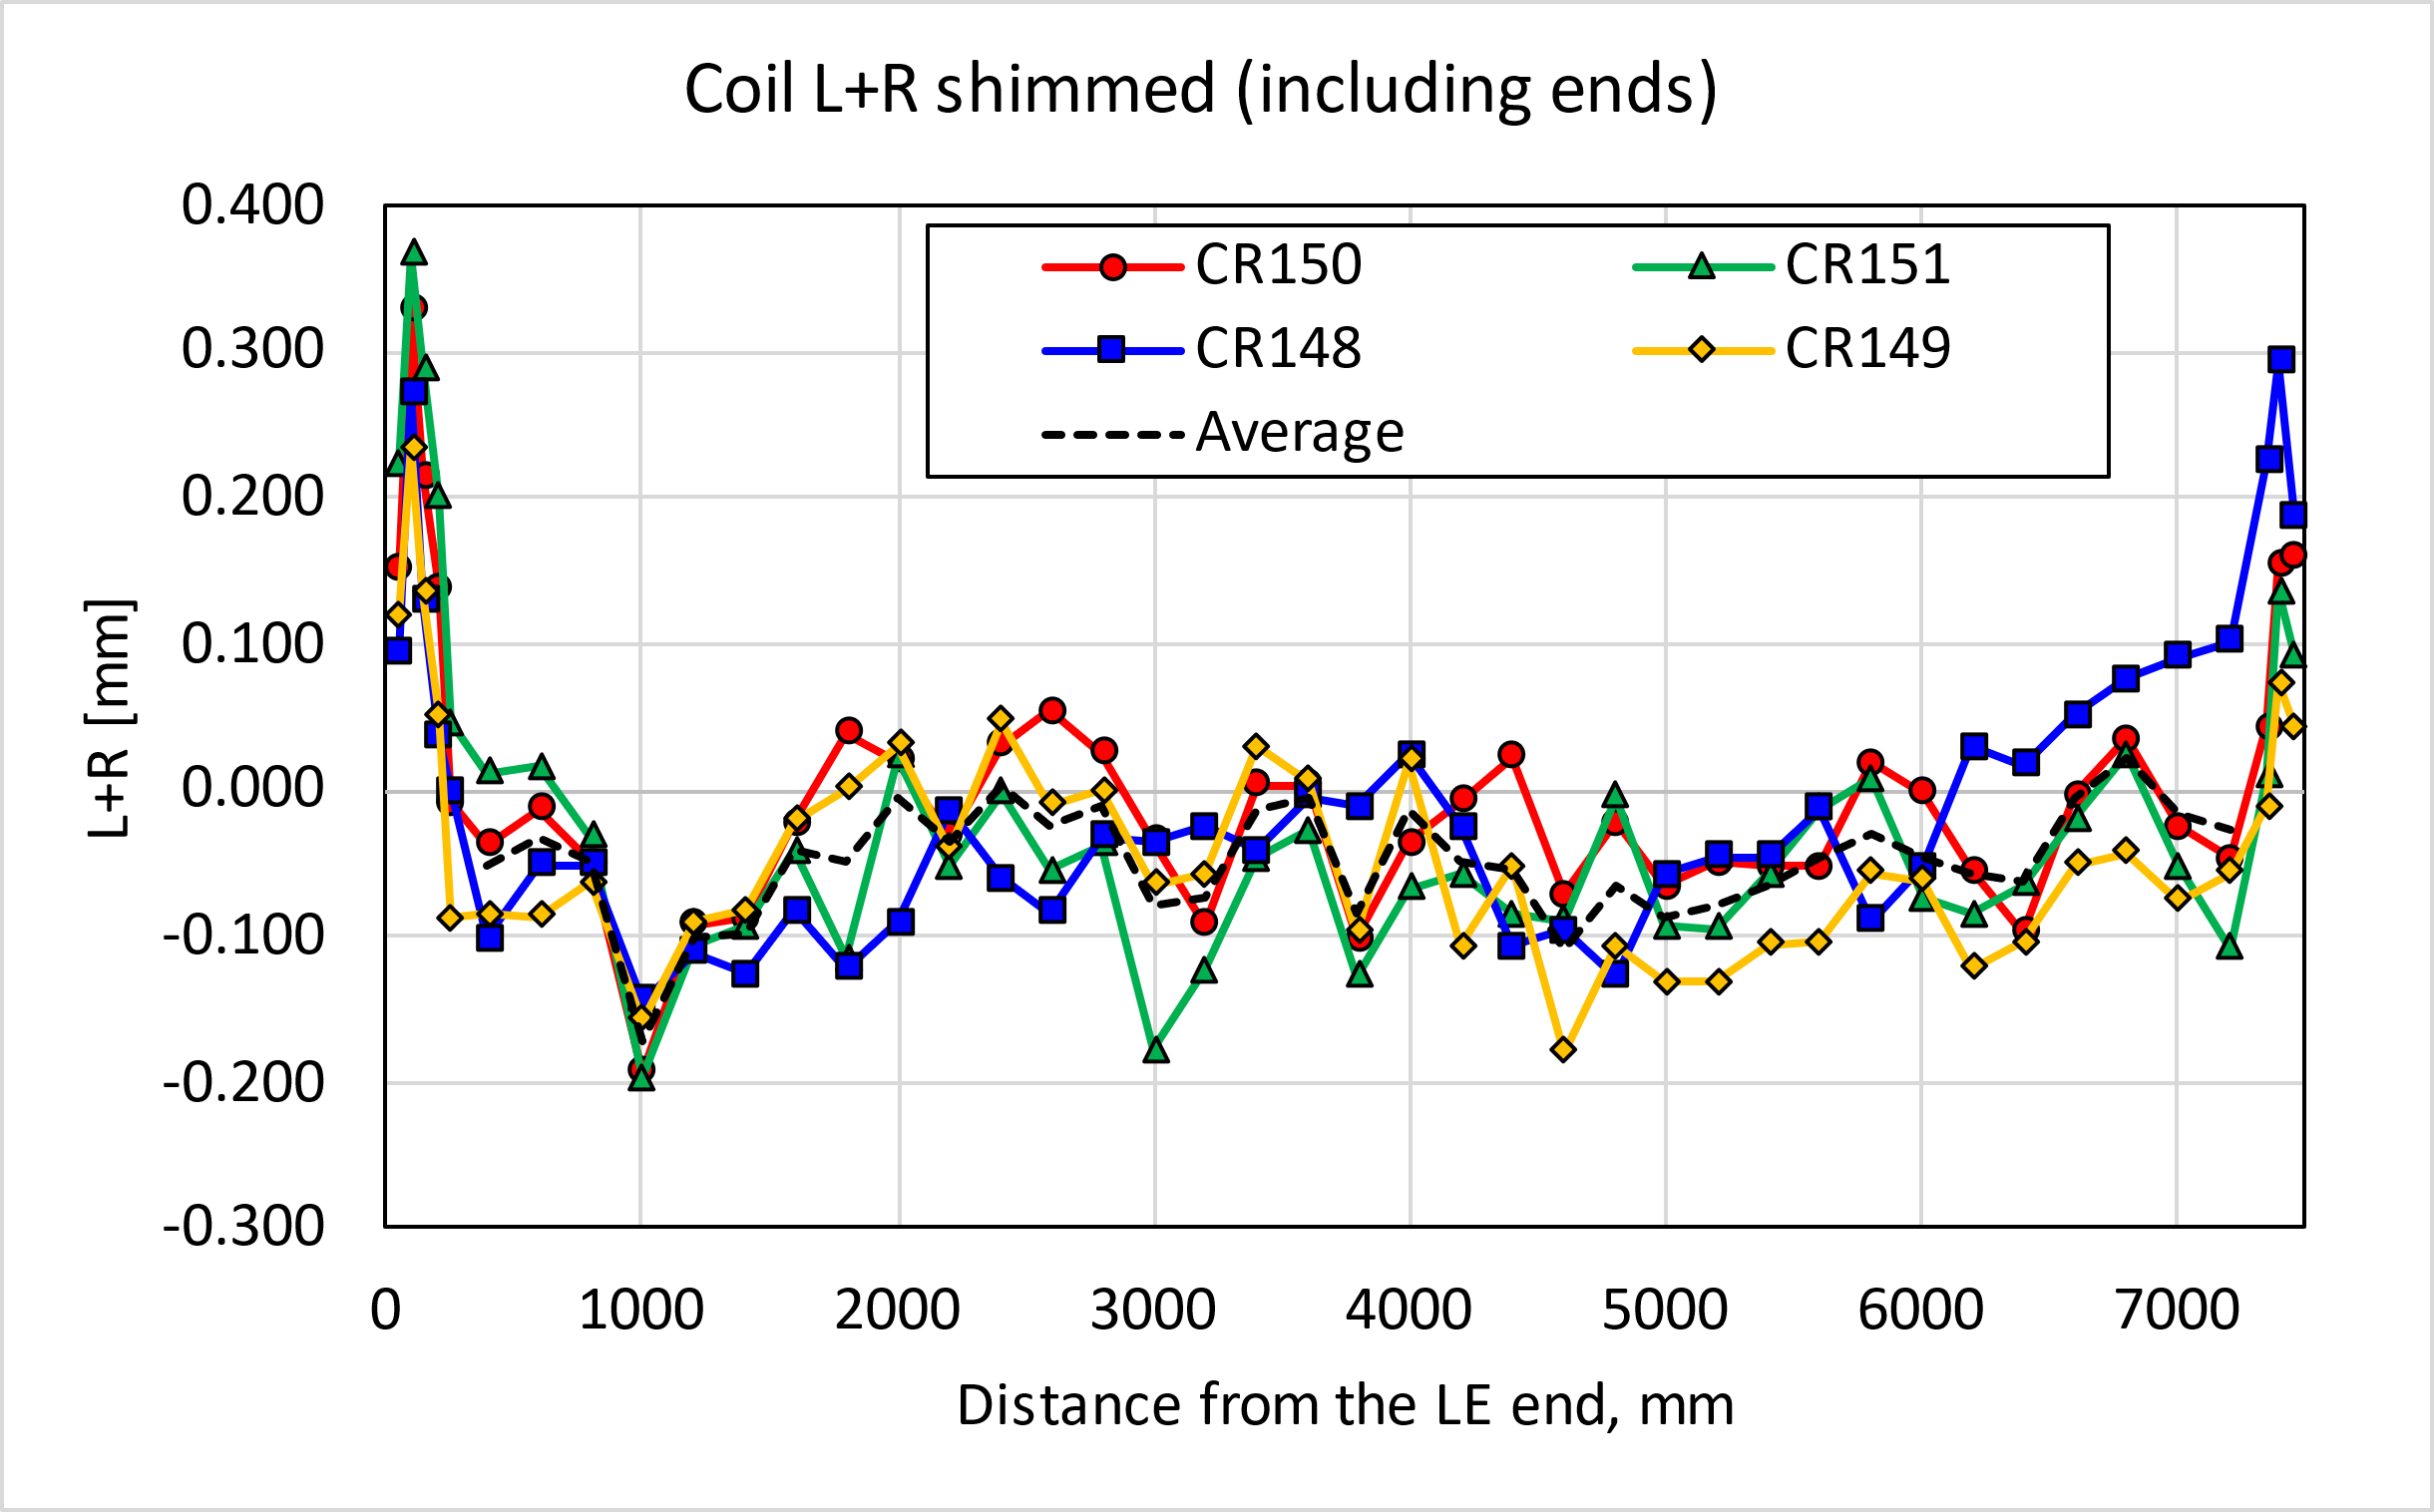 Coil L+R shimmed (including ends)
0.400
0.300
0.200
0.100
0.000
-0.100
-0.200
-0.300
L+R [mm]
CR150
CR151
CR148
CR149
Average
0 1000 2000 3000 4000 5000 6000 7000
Distance from the LE end, mm